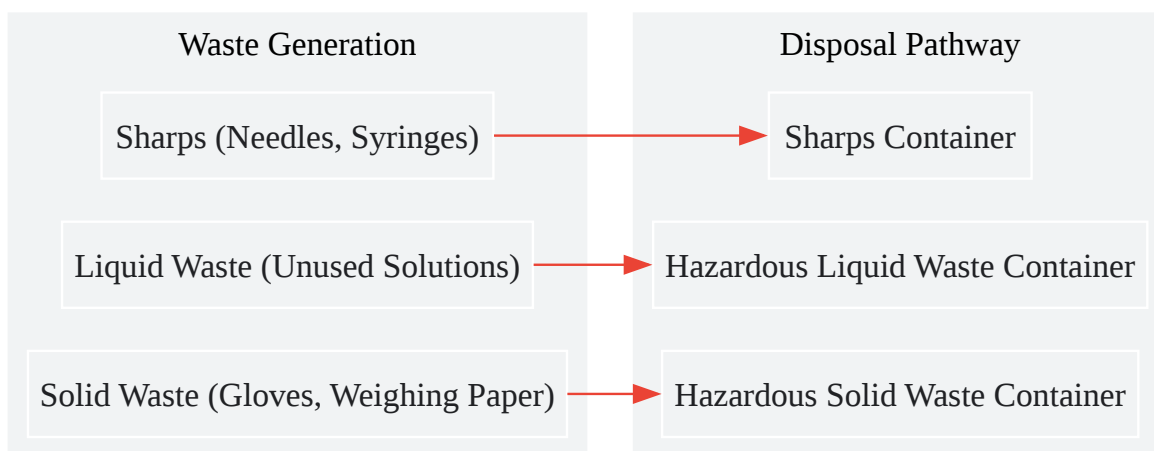 Waste Generation
Disposal Pathway
Sharps (Needles, Syringes)
Sharps Container
Liquid Waste (Unused Solutions)
Hazardous Liquid Waste Container
Solid Waste (Gloves, Weighing Paper)
Hazardous Solid Waste Container